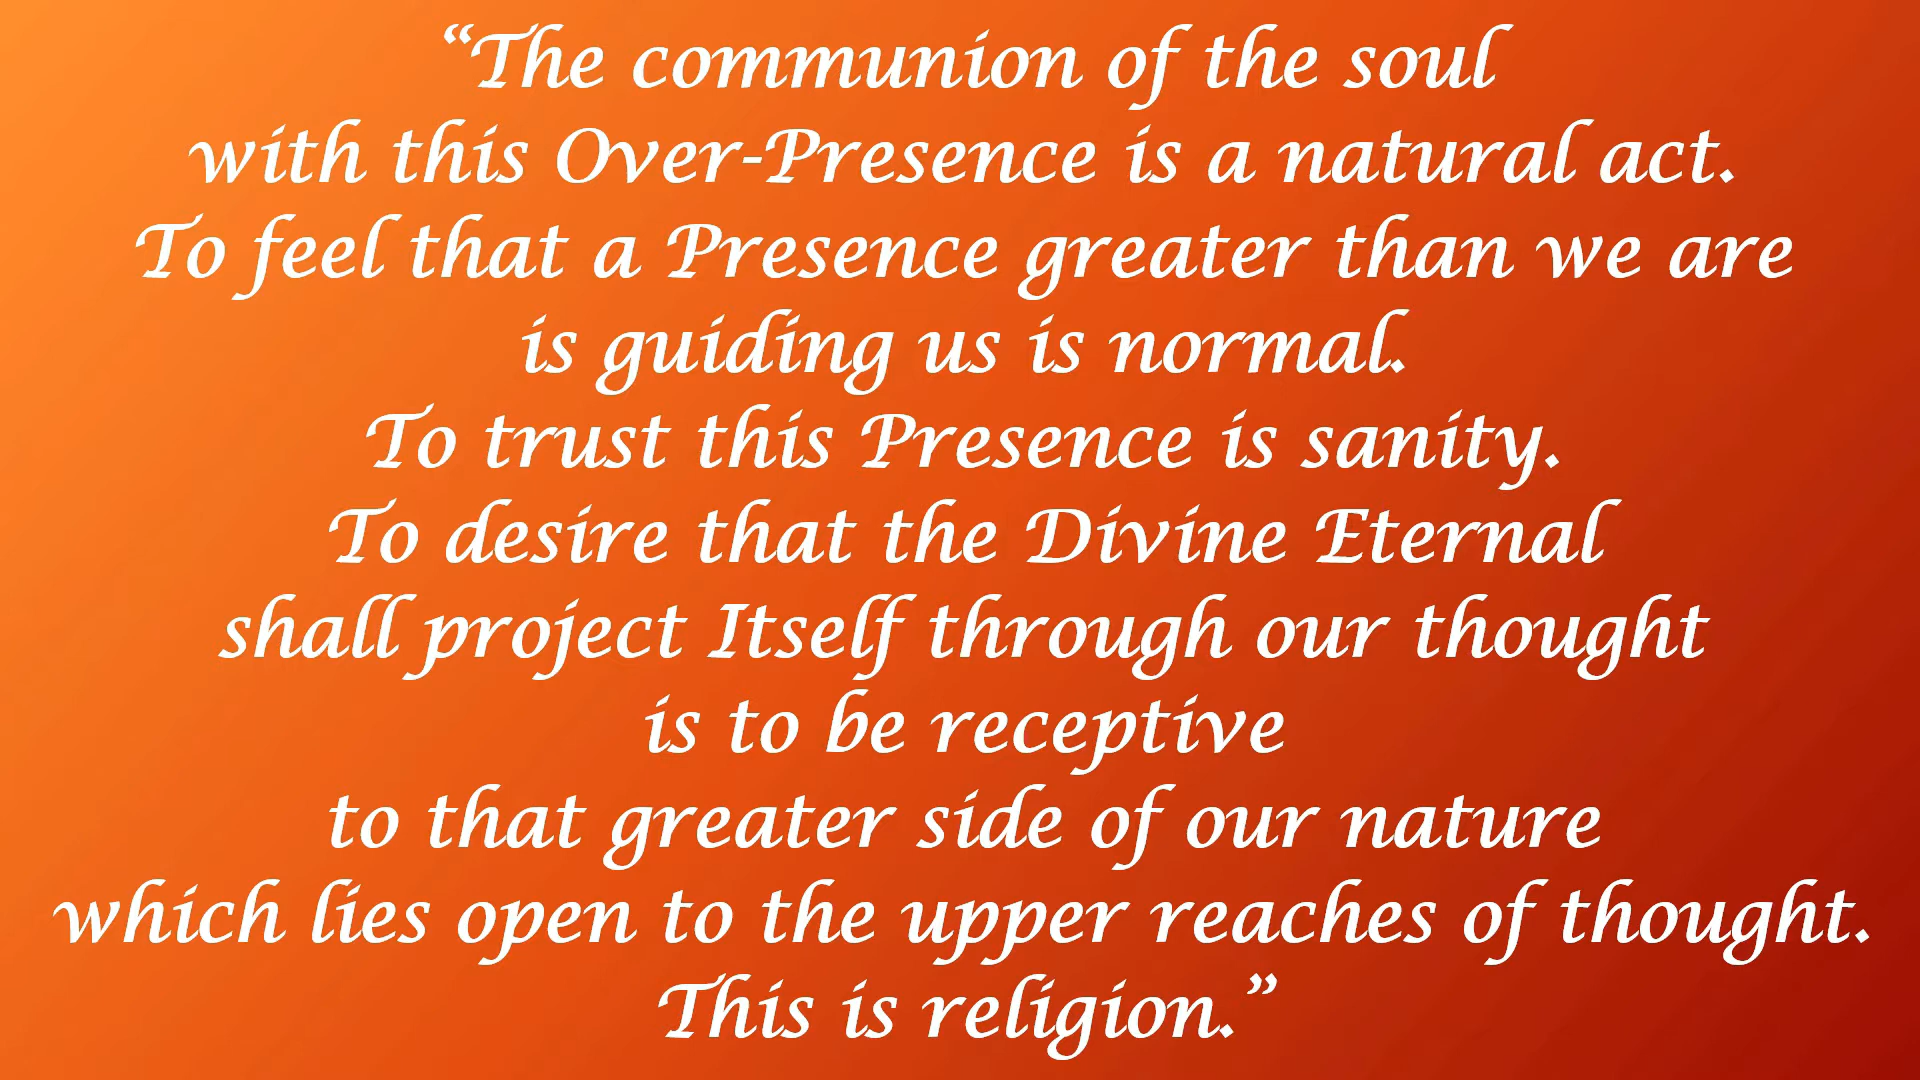 “The communion of the soul
with this Over-Presence is a natural act.
To feel that a Presence greater than we are
is guiding us is normal.
To trust this Presence is sanity.
To desire that the Divine Eternal
shall project Itself through our thought
is to be receptive
to that greater side of our nature
which lies open to the upper reaches of thought.
This is religion.”